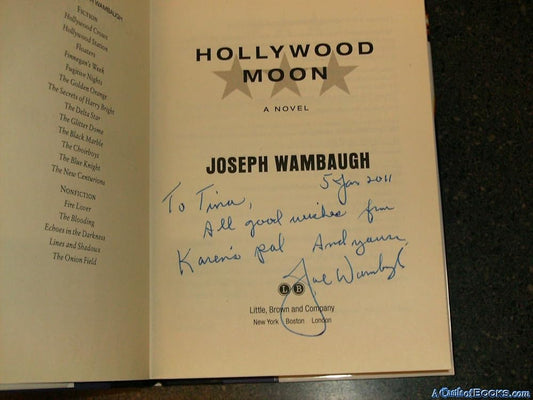 WAMBAUGH
FICTION
Hollywood Crows
Hollywood Station
Floaters
Finnegan's Week
Fugitive Nights
The Golden Orange
The Secrets of Harry Bright
The Delta Star
The Glitter Dome
The Black Marble
The Choirboys
The Blue Knight
The New Centurions
NONFICTION
Fire Lover
The Blooding
Echoes in the Darkness
Lines and Shadows
The Onion Field
HOLLYWOOD
MOON
A NOVEL
JOSEPH WAMBAUGH
5 Jan 2011
To Tina,
All good wishes from
Karen's pal And yours,
Joe Wambaugh
L B
Little, Brown and Company
New York Boston London
A Castle of BOOKS.com